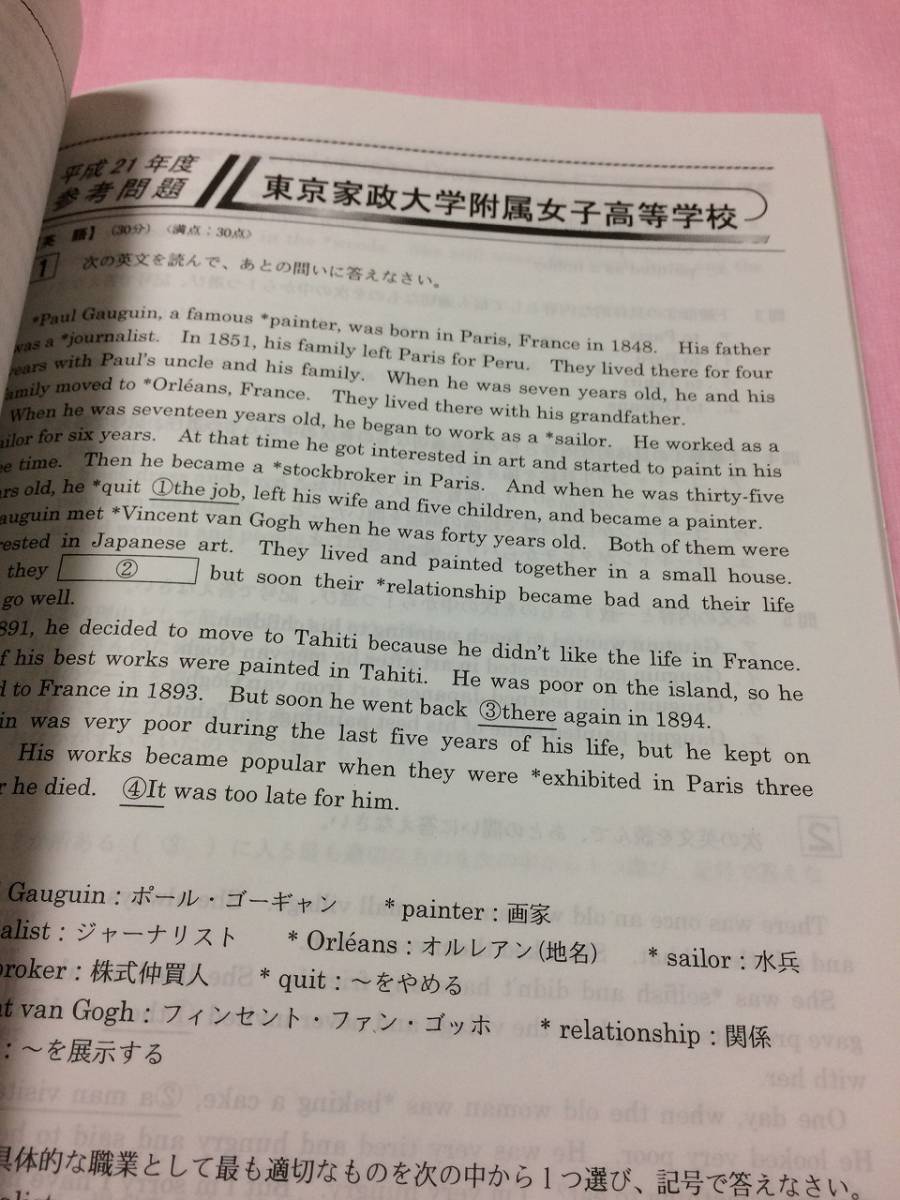 平成21年度
参考問題
東京家政大学附属女子高等学校
英 語】 (30分) 〈満点：30点〉
1 次の英文を読んで、あとの問いに答えなさい。
*Paul Gauguin, a famous *painter, was born in Paris, France in 1848. His father
was a *journalist. In 1851, his family left Paris for Peru. They lived there for four
years with Paul's uncle and his family. When he was seven years old, he and his
family moved to *Orléans, France. They lived there with his grandfather.
When he was seventeen years old, he began to work as a *sailor. He worked as a
for six years. At that time he got interested in art and started to paint in his
time. Then he became a *stockbroker in Paris. And when he was thirty-five
old, he *quit ①the job, left his wife and five children, and became a painter.
met *Vincent van Gogh when he was forty years old. Both of them were
in Japanese art. They lived and painted together in a small house.
they ② but soon their *relationship became bad and their life
go well.
891, he decided to move to Tahiti because he didn't like the life in France.
of his best works were painted in Tahiti. He was poor on the island, so he
to France in 1893. But soon he went back ③there again in 1894.
was very poor during the last five years of his life, but he kept on
His works became popular when they were *exhibited in Paris three
he died. ④It was too late for him.
Gauguin：ポール・ゴーギャン * painter：画家
alist：ジャーナリスト * Orléans：オルレアン(地名) * sailor：水兵
broker：株式仲買人 * quit：～をやめる
van Gogh：フィンセント・ファン・ゴッホ * relationship：関係
：～を展示する
具体的な職業として最も適切なものを次の中から1つ選び、記号で答えなさい。